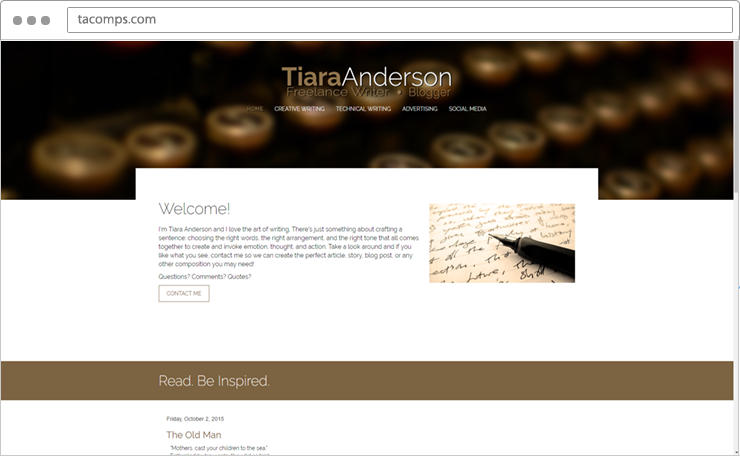 tacomps.com
TiaraAnderson
Freelance Writer • Blogger
HOME CREATIVE WRITING TECHNICAL WRITING ADVERTISING SOCIAL MEDIA
Welcome!
I'm Tiara Anderson and I love the art of writing. There's just something about crafting a
sentence: choosing the right words, the right arrangement, and the right tone that all comes
together to create and invoke emotion, thought, and action. Take a look around and if you
like what you see, contact me so we can create the perfect article, story, blog post, or any
other composition you may need!
Questions? Comments? Quotes?
CONTACT ME
Read. Be Inspired.
Friday, October 2, 2015
The Old Man
"Mothers, cast your children to the sea."